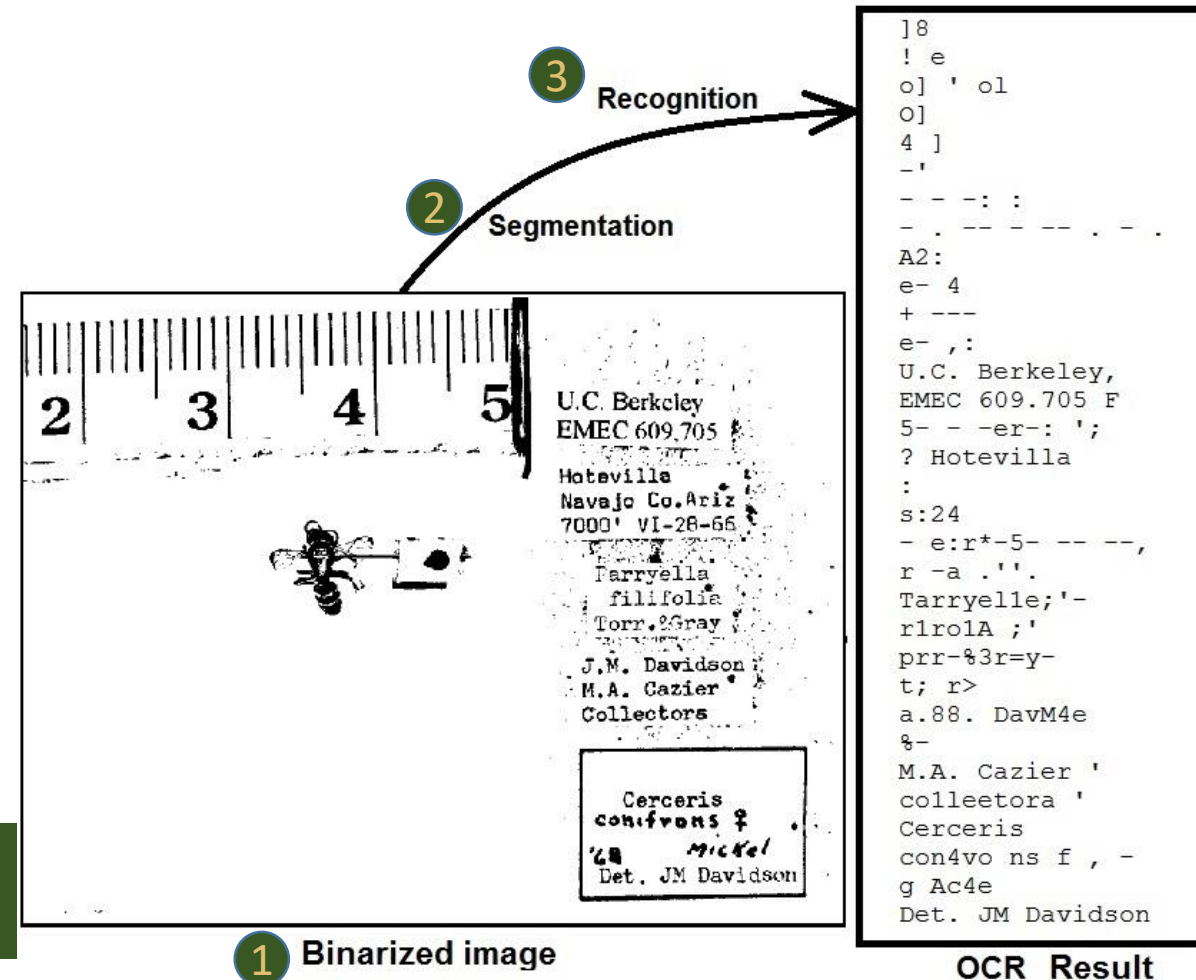 3
Recognition
2
Segmentation
2 3 4 5
U.C. Berkeley
EMEC 609,705
Hotevilla
Navajo Co.Ariz
7000' VI-28-66
Parryella
filifolia
Torr.&Gray
J.M. Davidson
M.A. Cazier
Collectors
Cerceris
conifrons ♀
'68 Mickel
Det. JM Davidson
1 Binarized image
]8
! e
o] ' ol
O]
4 ]
-'
- - -: :
- . -- - -- . - .
A2:
e- 4
+ ---
e- ,:
U.C. Berkeley,
EMEC 609.705 F
5- - -er-: ';
? Hotevilla
:
s:24
- e:r*-5- -- --,
r -a .''.
Tarryel1e;'-
r1ro1A ;'
prr-%3r=y-
t; r>
a.88. DavM4e
%-
M.A. Cazier '
co1leetora '
Cerceris
con4vo ns f , -
g Ac4e
Det. JM Davidson
OCR Result